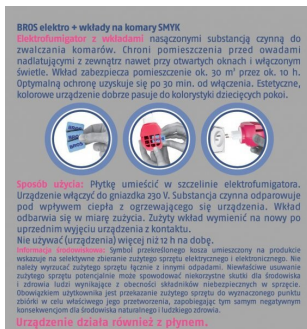 BROS elektro + wkłady na komary SMYK
Elektrofumigator z wkładami nasączonymi substancją czynną do
zwalczania komarów. Chroni pomieszczenia przed owadami
nadlatującymi z zewnątrz nawet przy otwartych oknach i włączonym
świetle. Wkład zabezpiecza pomieszczenie ok. 30 m³ przez ok. 10 h.
Optymalną ochronę uzyskuje się po 30 min. od włączenia. Estetyczne,
kolorowe urządzenie dobrze pasuje do kolorystyki dziecięcych pokoi.
BROS
Sposób użycia: Płytkę umieścić w szczelinie elektrofumigatora.
Urządzenie włączyć do gniazdka 230 V. Substancja czynna odparowuje
pod wpływem ciepła z ogrzewającego się urządzenia. Wkład
odbarwia się w miarę zużycia. Zużyty wkład wymienić na nowy po
uprzednim wyjęciu urządzenia z kontaktu.
Nie używać (urządzenia) więcej niż 12 h na dobę.
Informacja środowiskowa: Symbol przekreślonego kosza umieszczony na produkcie
wskazuje na selektywne zbieranie zużytego sprzętu elektrycznego i elektronicznego. Nie
należy wyrzucać zużytego sprzętu łącznie z innymi odpadami. Niewłaściwe usuwanie
zużytego sprzętu potencjalnie może spowodować niekorzystne skutki dla środowiska
i zdrowia ludzi wynikające z obecności składników niebezpiecznych w sprzęcie.
Obowiązkiem użytkownika jest przekazanie zużytego sprzętu do wyznaczonego punktu
zbiórki w celu właściwego jego przetworzenia, zapobiegając tym samym negatywnym
konsekwencjom dla środowiska naturalnego i ludzkiego zdrowia.
Urządzenie działa również z płynem.